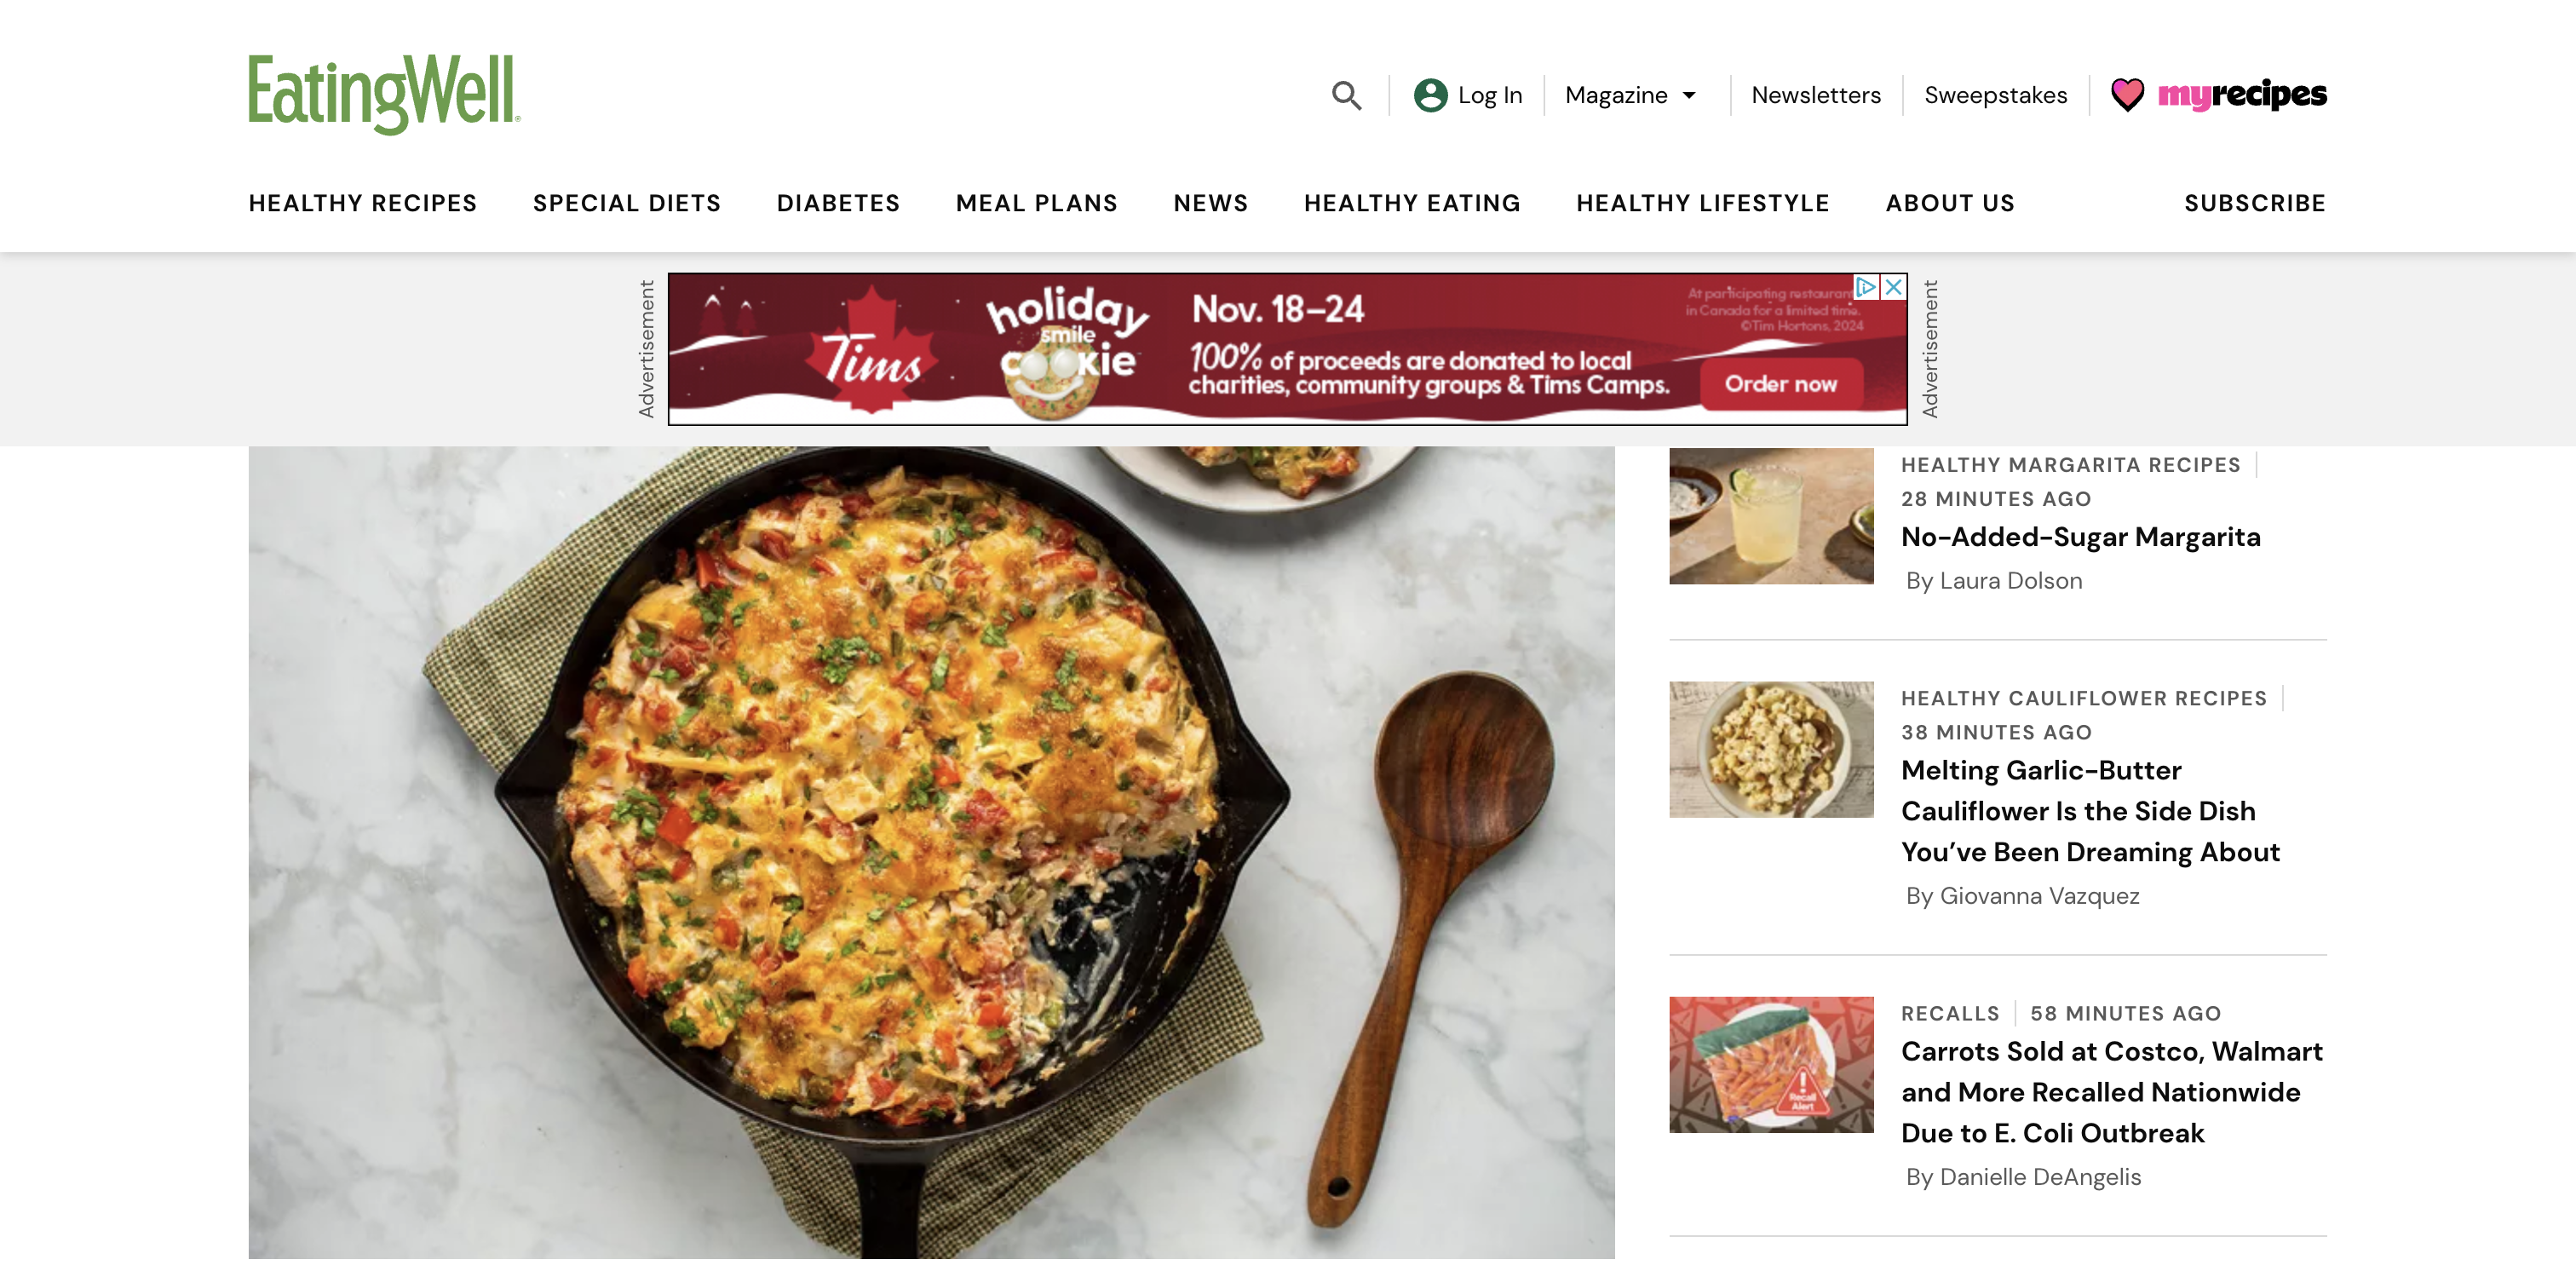 EatingWell
Log In
Magazine
Newsletters
Sweepstakes
myrecipes
HEALTHY RECIPES
SPECIAL DIETS
DIABETES
MEAL PLANS
NEWS
HEALTHY EATING
HEALTHY LIFESTYLE
ABOUT US
SUBSCRIBE
Advertisement
Tims
holiday
smile
cookie
Nov. 18–24
100% of proceeds are donated to local
charities, community groups & Tims Camps.
At participating restaurant
in Canada for a limited time.
©Tim Hortons, 2024
Order now
Advertisement
HEALTHY MARGARITA RECIPES
28 MINUTES AGO
No-Added-Sugar Margarita
By Laura Dolson
HEALTHY CAULIFLOWER RECIPES
38 MINUTES AGO
Melting Garlic-Butter
Cauliflower Is the Side Dish
You’ve Been Dreaming About
By Giovanna Vazquez
RECALLS
58 MINUTES AGO
Recall
Alert
Carrots Sold at Costco, Walmart
and More Recalled Nationwide
Due to E. Coli Outbreak
By Danielle DeAngelis